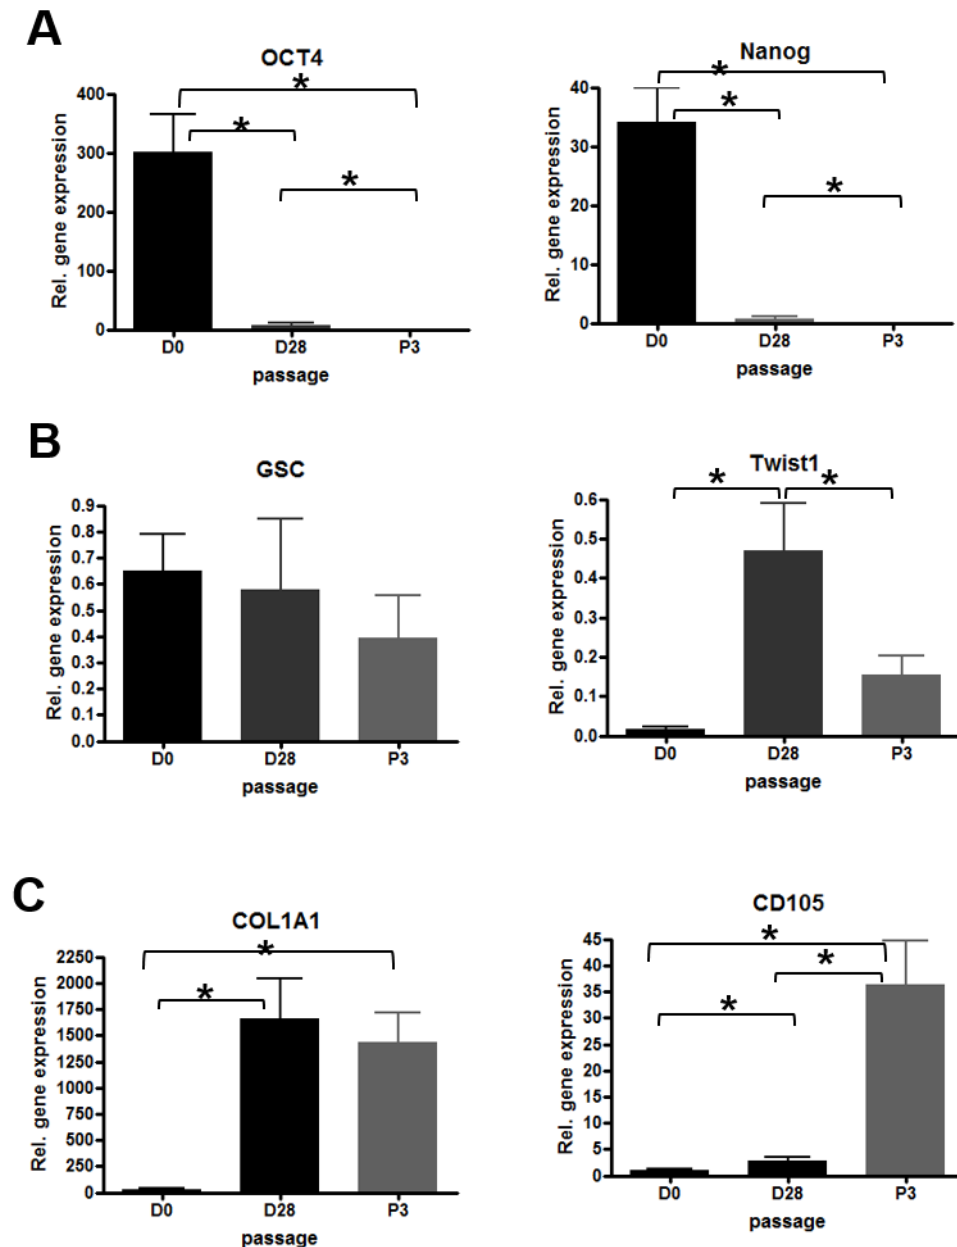 A
OCT4
Rel. gene expression
400
300
200
100
0
*
*
*
D0 D28 P3
passage
Nanog
Rel. gene expression
40
30
20
10
0
*
*
*
D0 D28 P3
passage
B
GSC
Rel. gene expression
0.9
0.8
0.7
0.6
0.5
0.4
0.3
0.2
0.1
0.0
D0 D28 P3
passage
Twist1
Rel. gene expression
0.6
0.5
0.4
0.3
0.2
0.1
0.0
* *
D0 D28 P3
passage
C
COL1A1
Rel. gene expression
2250
2000
1750
1500
1250
1000
750
500
250
0
*
*
D0 D28 P3
passage
CD105
Rel. gene expression
45
40
35
30
25
20
15
10
5
0
*
*
*
D0 D28 P3
passage